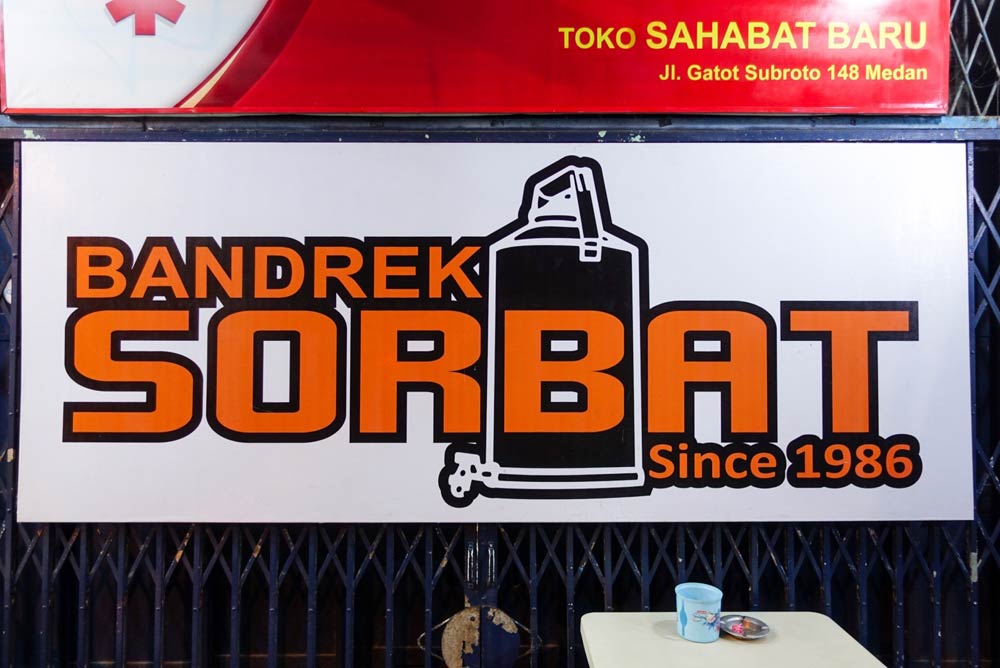 TOKO SAHABAT BARU
Jl. Gatot Subroto 148 Medan
BANDREK
SORBAT
Since 1986